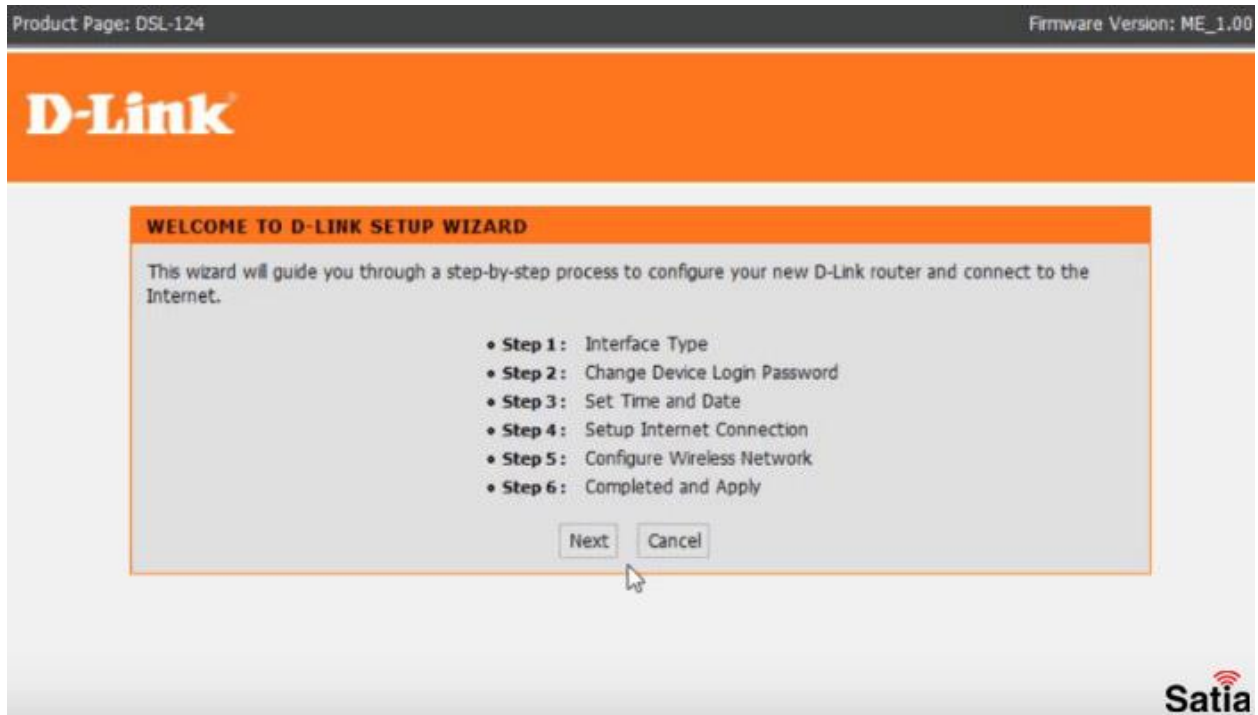 Product Page: DSL-124
Firmware Version: ME_1.00
D-Link
WELCOME TO D-LINK SETUP WIZARD
This wizard will guide you through a step-by-step process to configure your new D-Link router and connect to the
Internet.
• Step 1: Interface Type
• Step 2: Change Device Login Password
• Step 3: Set Time and Date
• Step 4: Setup Internet Connection
• Step 5: Configure Wireless Network
• Step 6: Completed and Apply
Next Cancel
Satia